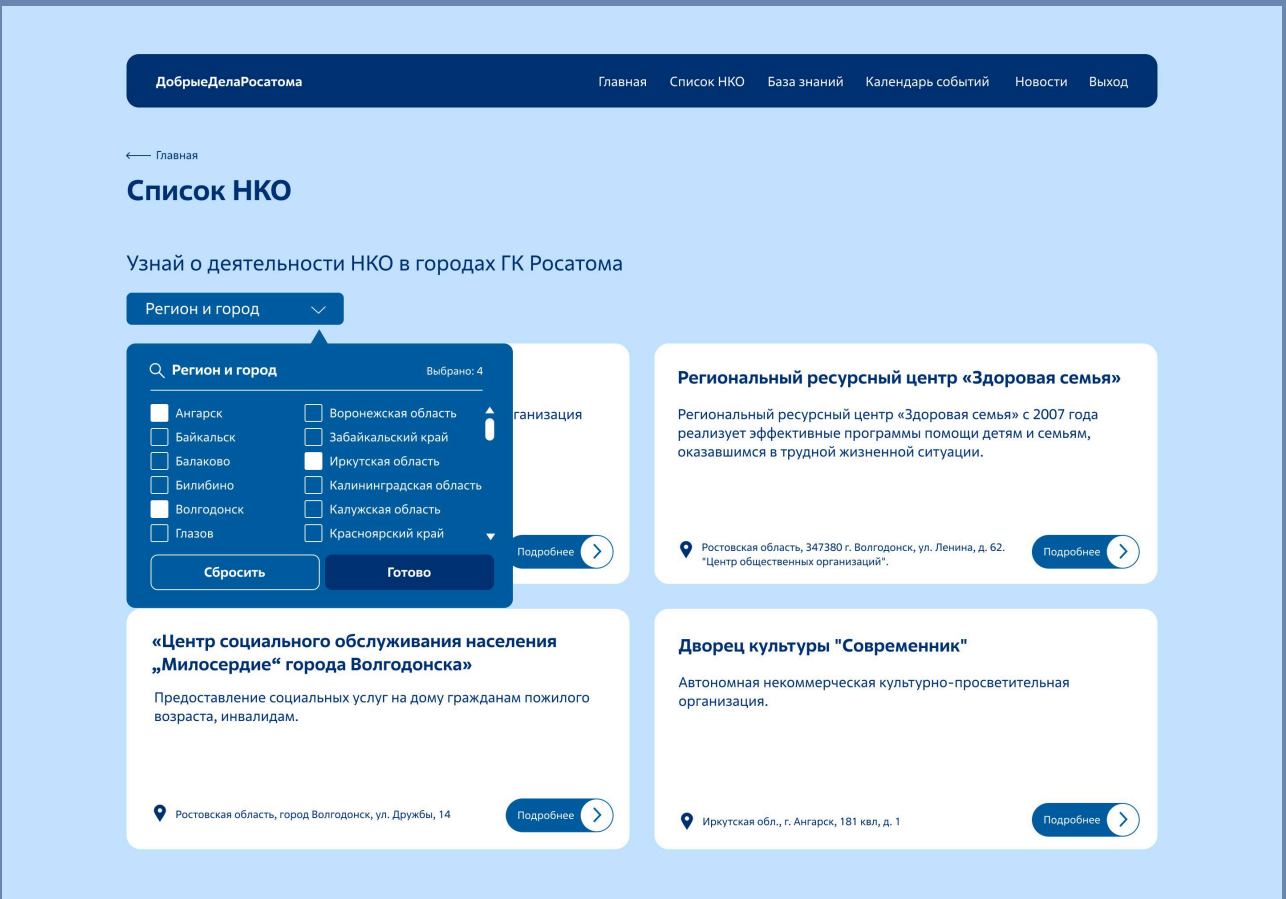 ДобрыеДелаРосатома
Главная Список НКО База знаний Календарь событий Новости Выход
Главная
Список НКО
Узнай о деятельности НКО в городах ГК Росатома
Регион и город
Регион и город Выбрано: 4
Ангарск
Байкальск
Балаково
Билибино
Волгодонск
Глазов
Воронежская область
Забайкальский край
Иркутская область
Калининградская область
Калужская область
Красноярский край
Сбросить Готово
Подробнее
Региональный ресурсный центр «Здоровая семья»
Региональный ресурсный центр «Здоровая семья» с 2007 года
реализует эффективные программы помощи детям и семьям,
оказавшимся в трудной жизненной ситуации.
Ростовская область, 347380 г. Волгодонск, ул. Ленина, д. 62.
"Центр общественных организаций".
Подробнее
«Центр социального обслуживания населения
„Милосердие“ города Волгодонска»
Предоставление социальных услуг на дому гражданам пожилого
возраста, инвалидам.
Ростовская область, город Волгодонск, ул. Дружбы, 14
Подробнее
Дворец культуры "Современник"
Автономная некоммерческая культурно-просветительная
организация.
Иркутская обл., г. Ангарск, 181 квл, д. 1
Подробнее